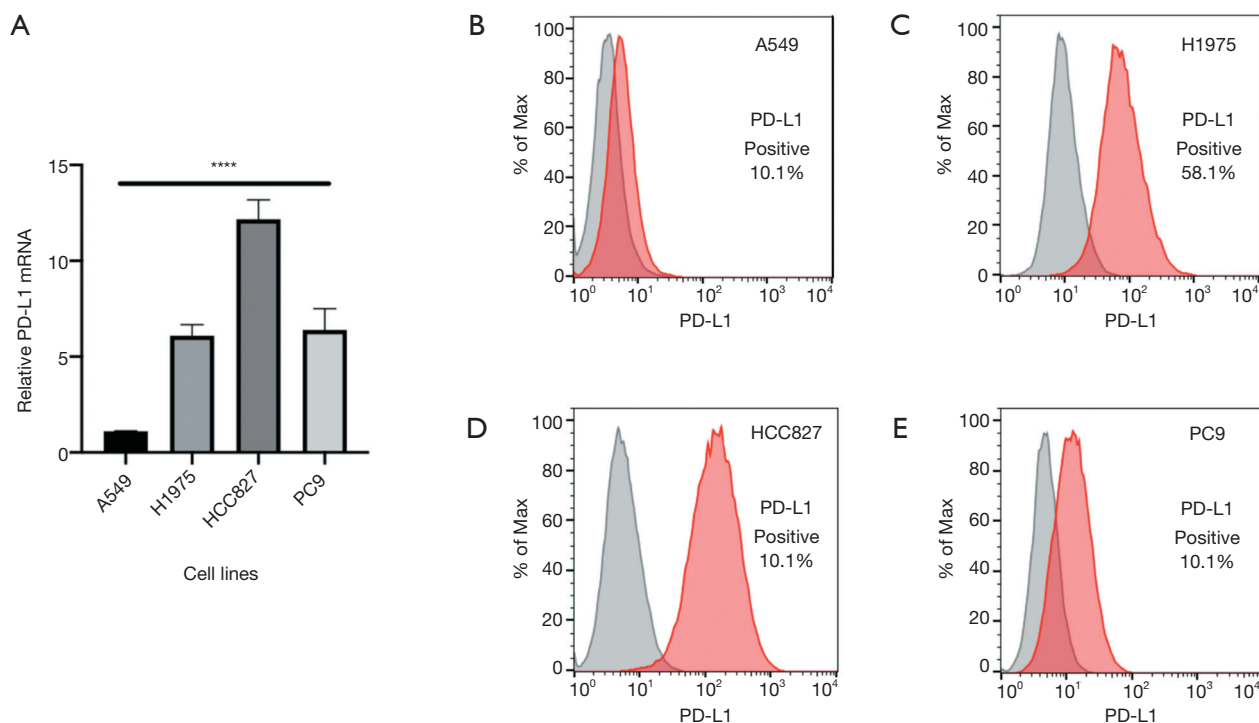 A
Relative PD-L1 mRNA
15
10
5
0
****
A549
H1975
HCC827
PC9
Cell lines
B
% of Max
100
80
60
40
20
0
A549
PD-L1
Positive
10.1%
10⁰ 10¹ 10² 10³ 10⁴
PD-L1
C
% of Max
100
80
60
40
20
0
H1975
PD-L1
Positive
58.1%
10⁰ 10¹ 10² 10³ 10⁴
PD-L1
D
% of Max
100
80
60
40
20
0
HCC827
PD-L1
Positive
10.1%
10⁰ 10¹ 10² 10³ 10⁴
PD-L1
E
% of Max
100
80
60
40
20
0
PC9
PD-L1
Positive
10.1%
10⁰ 10¹ 10² 10³ 10⁴
PD-L1